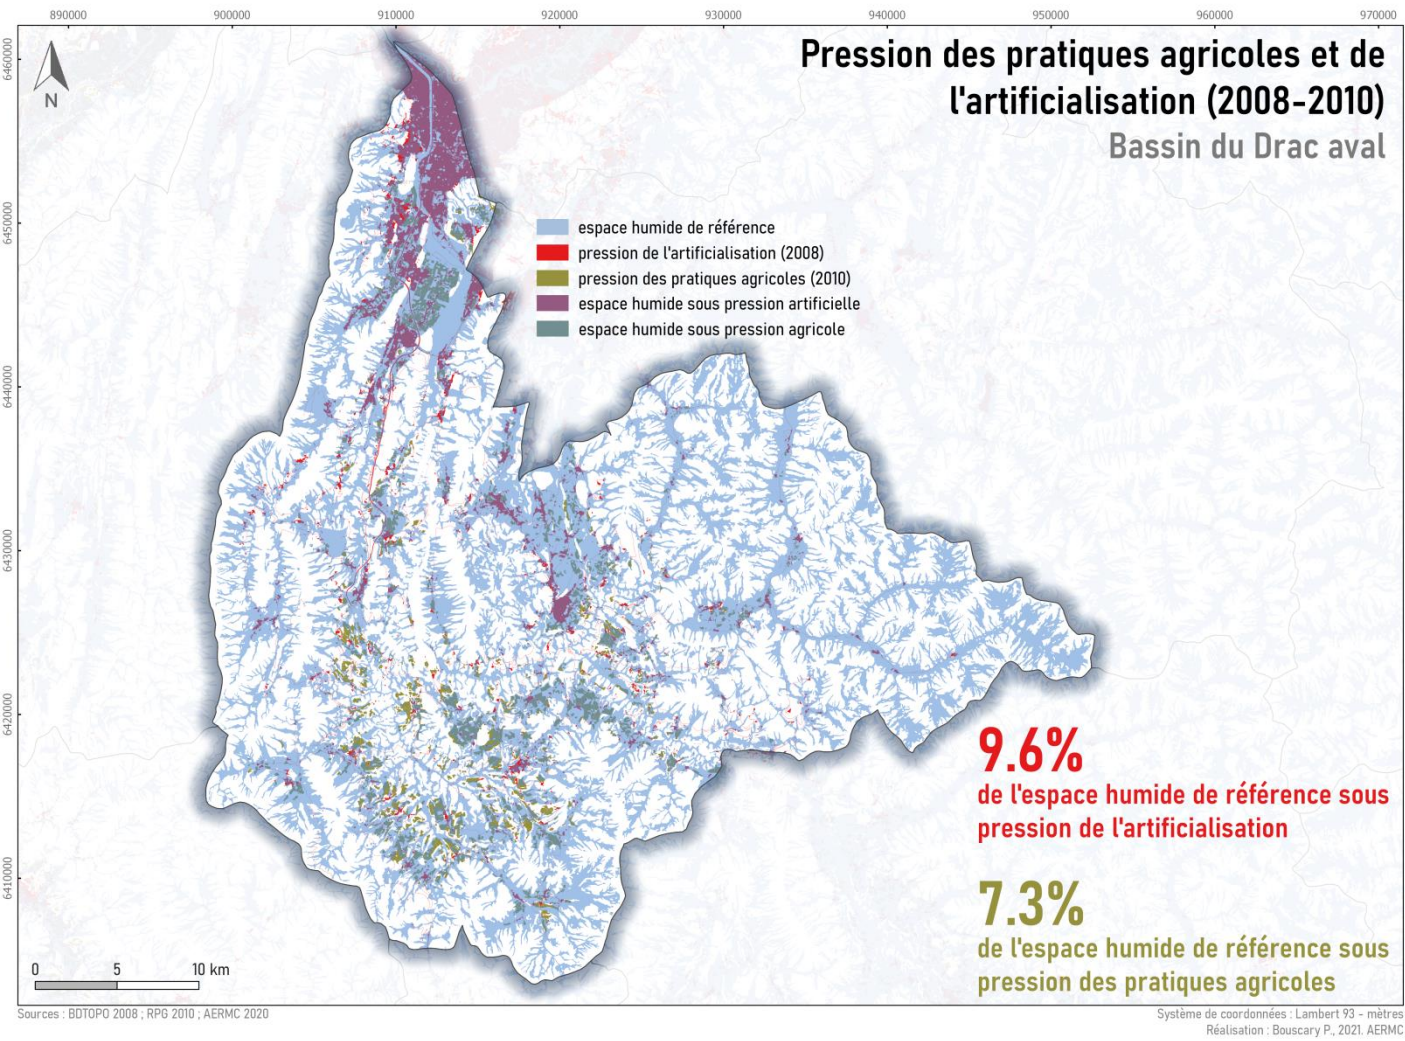 890000 900000 910000 920000 930000 940000 950000 960000 970000
Pression des pratiques agricoles et de
l'artificialisation (2008-2010)
Bassin du Drac aval
N
6460000
6450000
6440000
6430000
6420000
6410000
espace humide de référence
pression de l'artificialisation (2008)
pression des pratiques agricoles (2010)
espace humide sous pression artificielle
espace humide sous pression agricole
9.6%
de l'espace humide de référence sous
pression de l'artificialisation
7.3%
de l'espace humide de référence sous
pression des pratiques agricoles
0 5 10 km
Sources : BDTOPO 2008 ; RPG 2010 ; AERMC 2020
Système de coordonnées : Lambert 93 - mètres
Réalisation : Bouscary P., 2021. AERMC